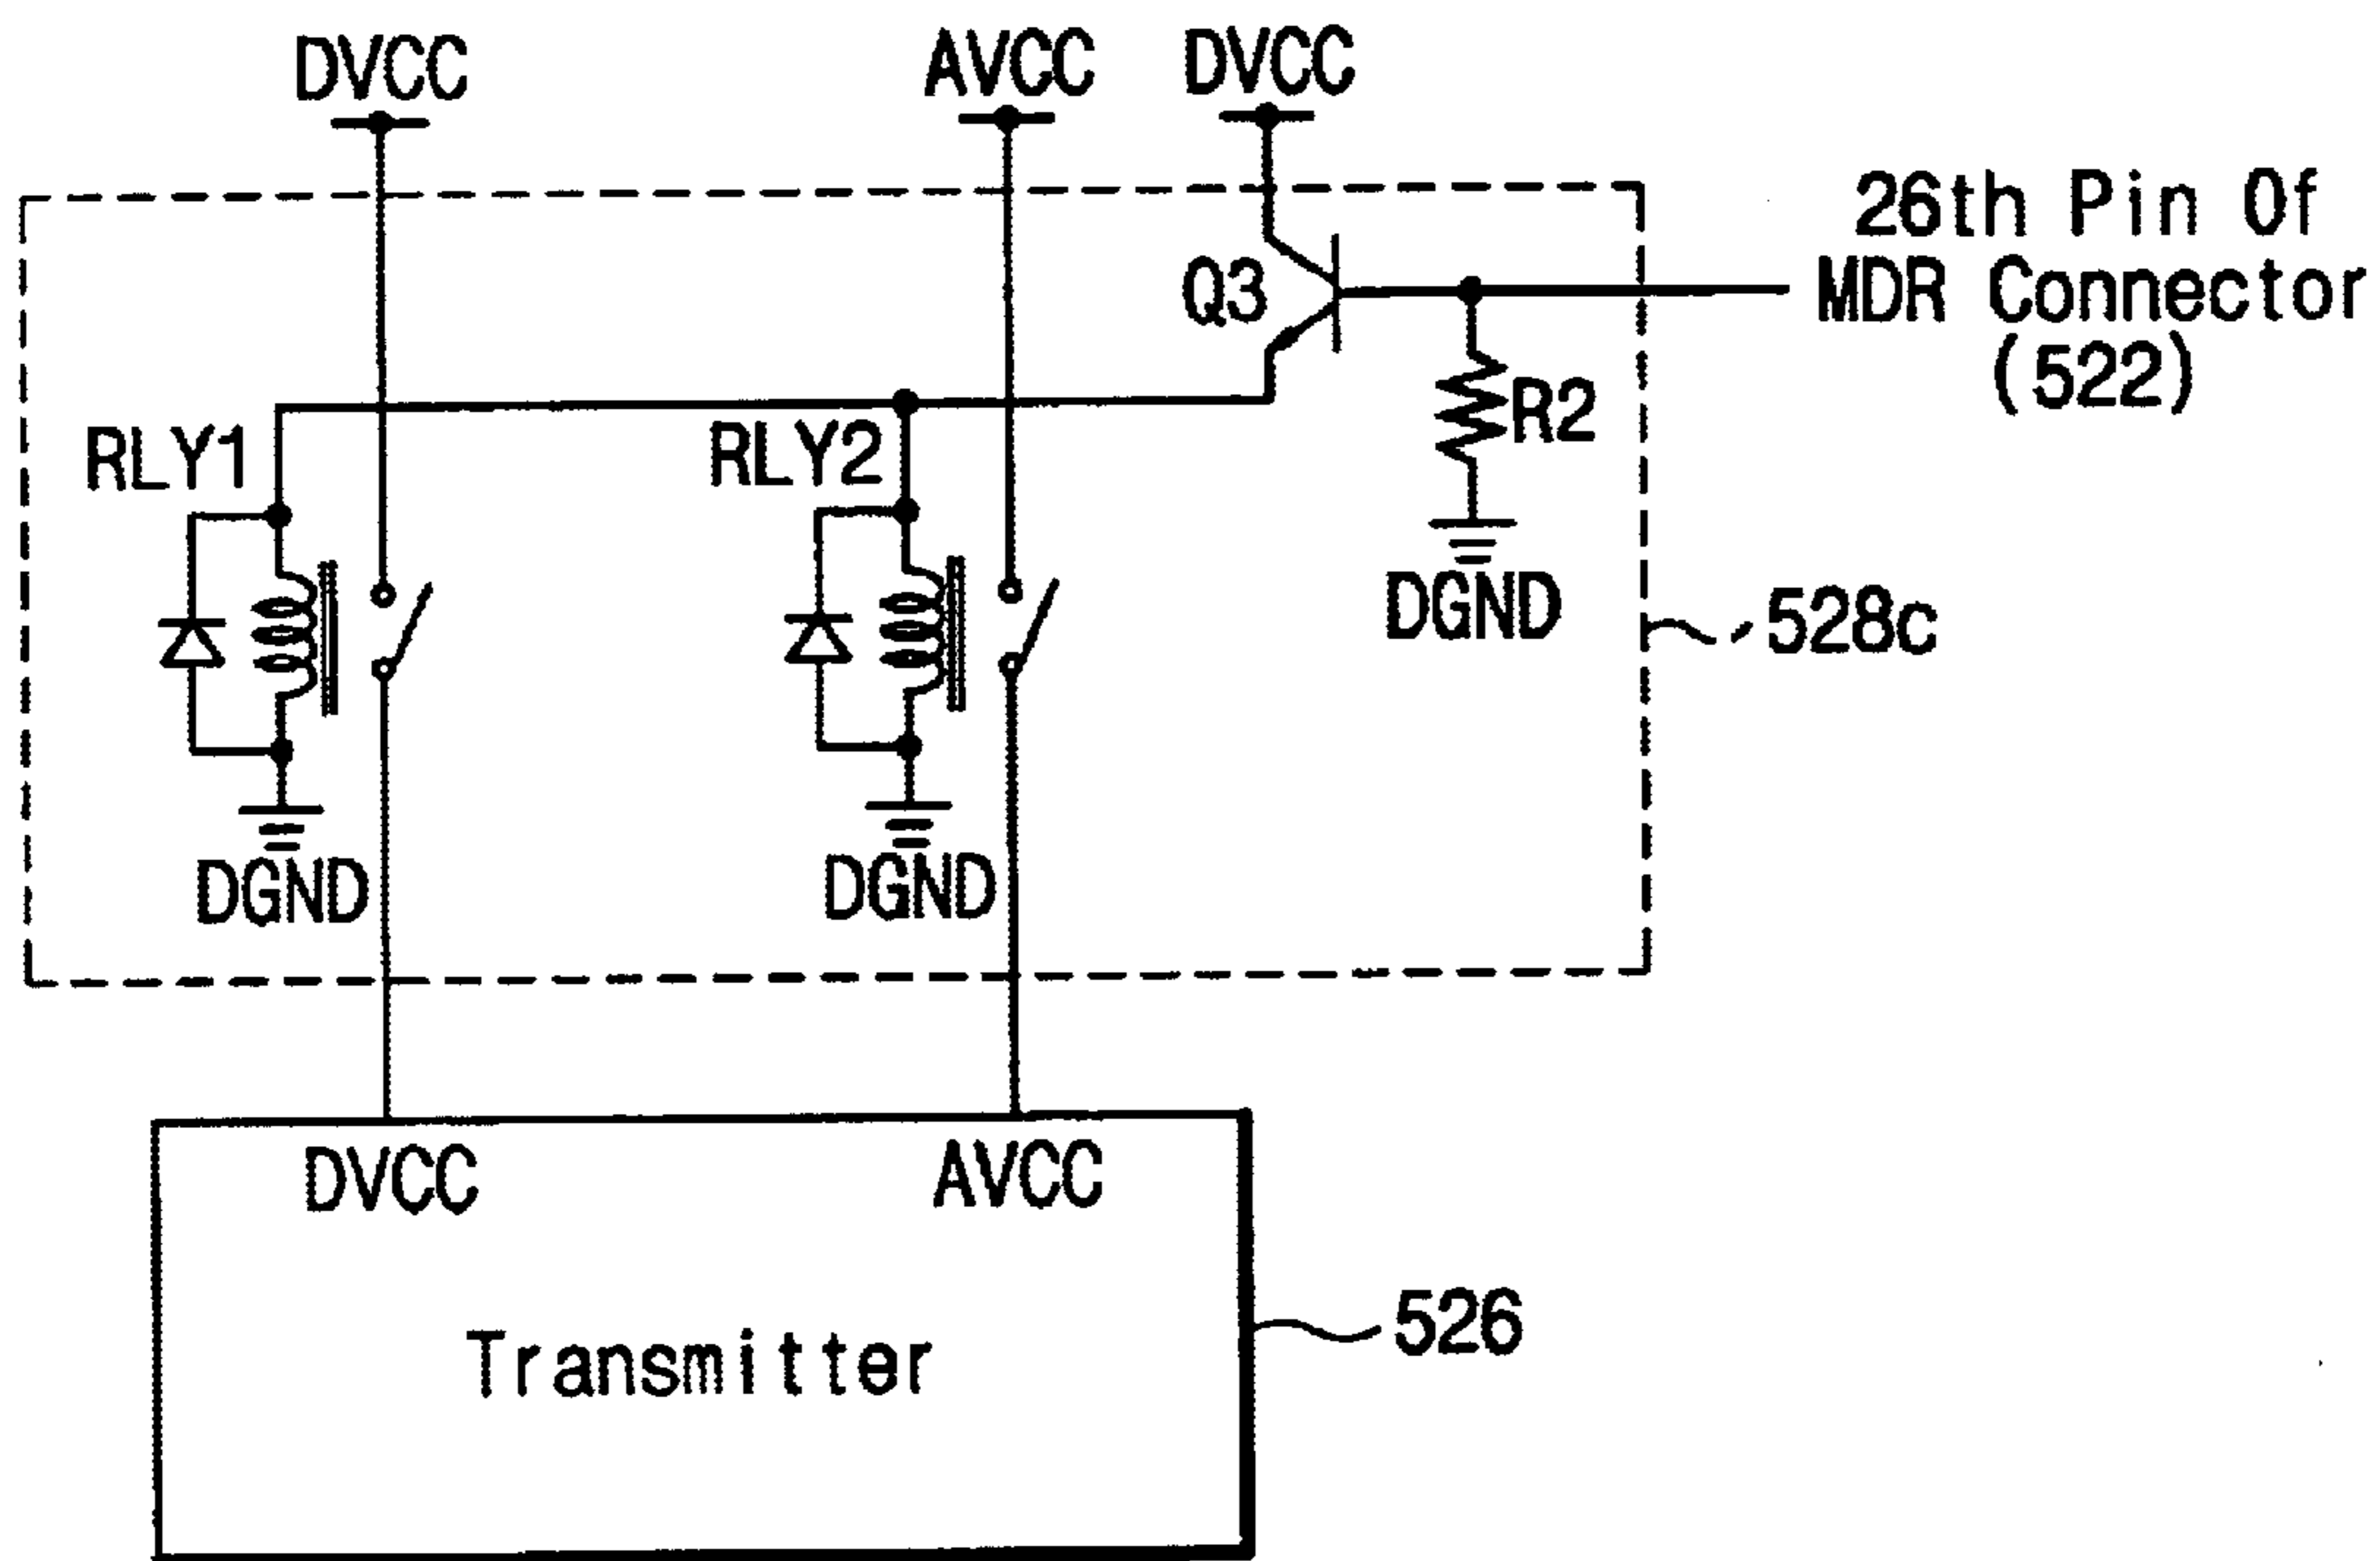 DVCC
AVCC
DVCC
26th Pin Of
MDR Connector
(522)
Q3
R2
RLY1
RLY2
DGND
528c
DGND
DGND
DVCC
AVCC
Transmitter
526